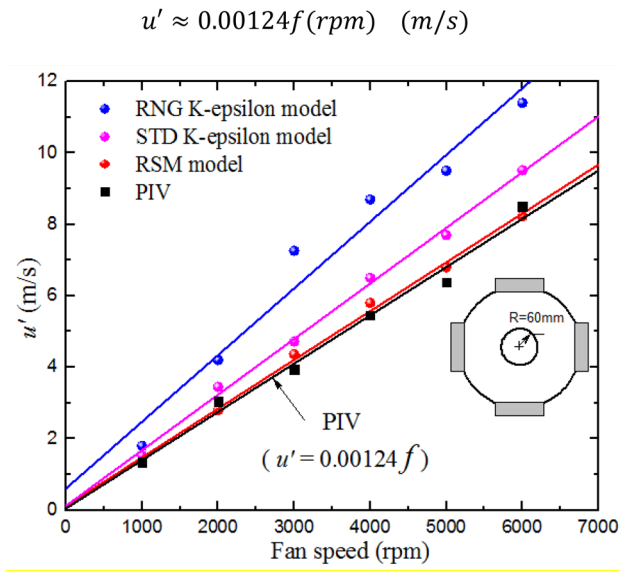 u′ ≈ 0.00124f(rpm) (m/s)
12
RNG K-epsilon model
STD K-epsilon model
10
RSM model
PIV
8
u' (m/s)
6
R=60mm
4
PIV
2
( u' = 0.00124 f )
0
0 1000 2000 3000 4000 5000 6000 7000
Fan speed (rpm)